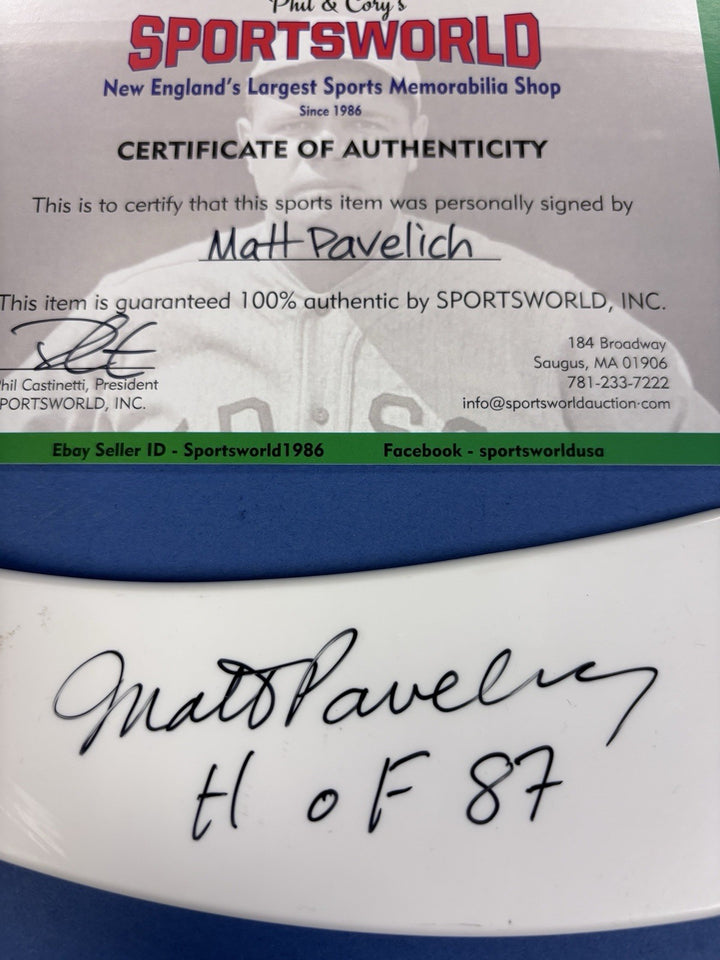 Phil & Cory's
SPORTSWORLD
New England's Largest Sports Memorabilia Shop
Since 1986
CERTIFICATE OF AUTHENTICITY
This is to certify that this sports item was personally signed by
Matt Pavelich
This item is guaranteed 100% authentic by SPORTSWORLD, INC.
184 Broadway
Saugus, MA 01906
781-233-7222
info@sportsworldauction.com
hil Castinetti, President
PORTSWORLD, INC.
Ebay Seller ID - Sportsworld1986 Facebook - sportsworldusa
Matt Pavelich
H o F 87